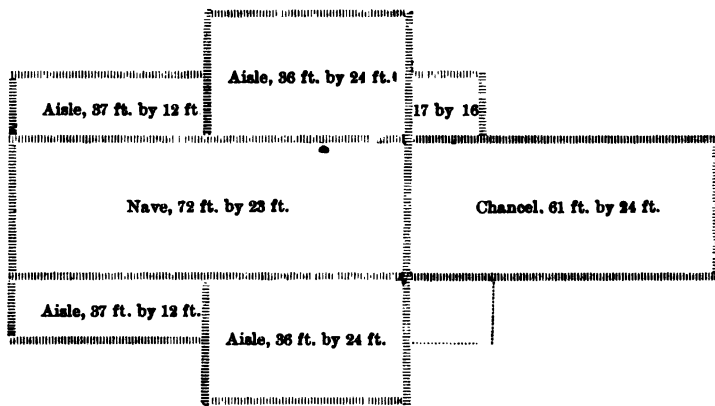 Aisle, 36 ft. by 24 ft.
Aisle, 37 ft. by 12 ft
17 by 16
Nave, 72 ft. by 23 ft.
Chancel. 61 ft. by 24 ft.
Aisle, 37 ft. by 12 ft.
Aisle, 36 ft. by 24 ft.